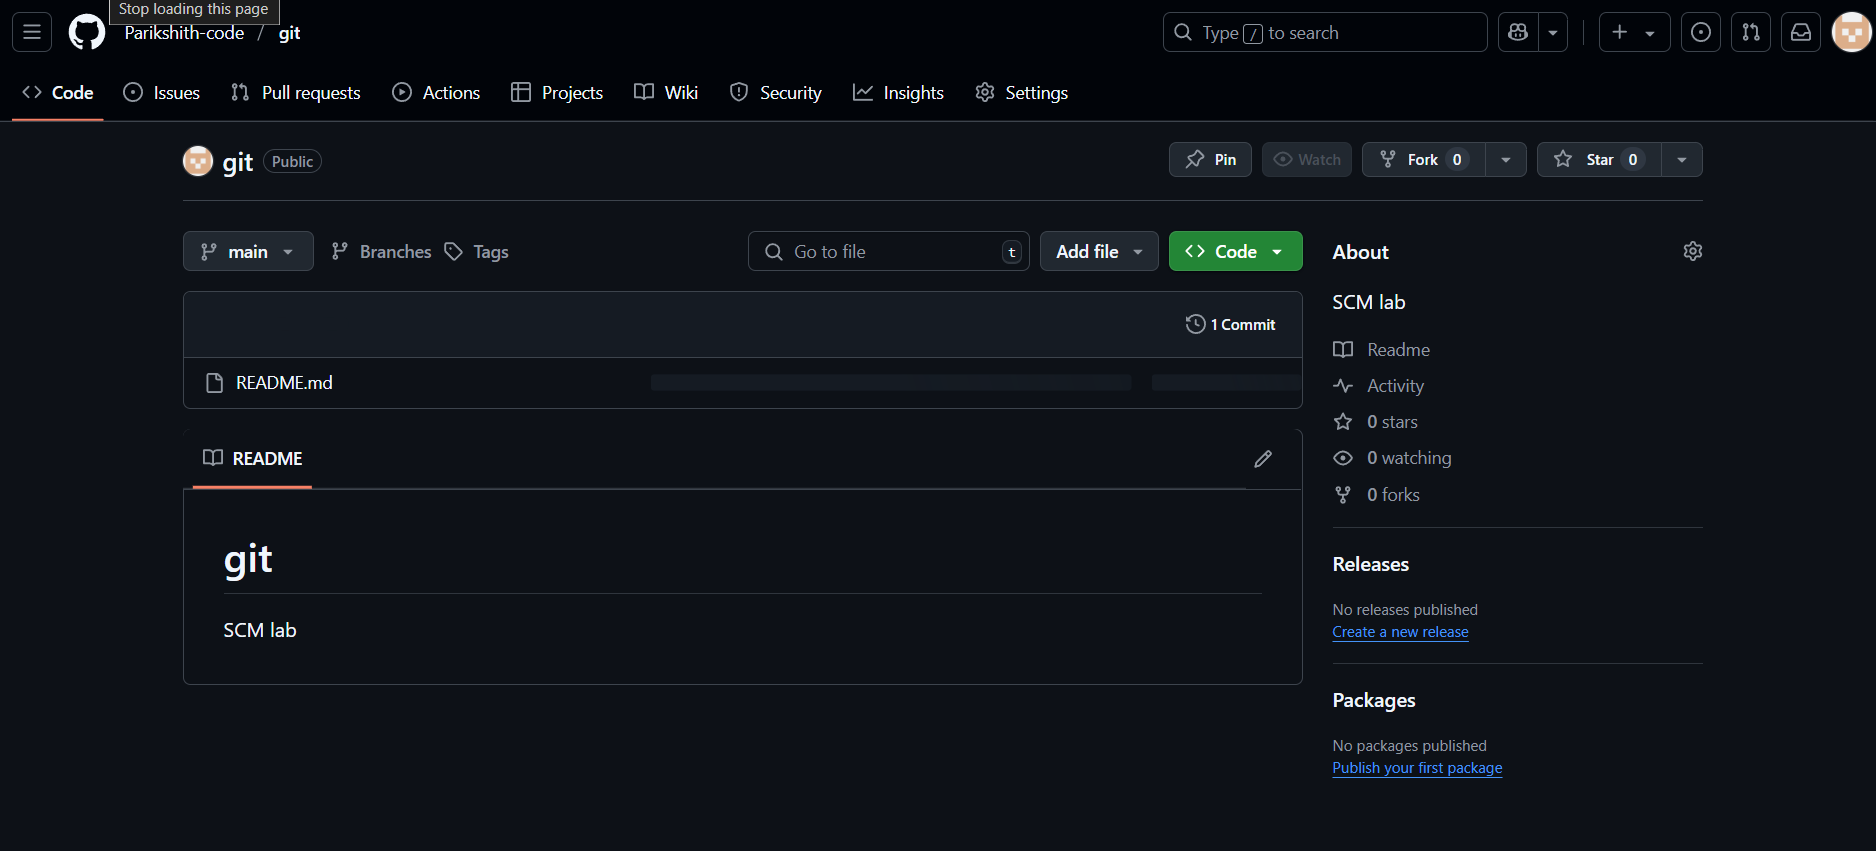 Stop loading this page
Parikshith-code / git
Type / to search
Code Issues Pull requests Actions Projects Wiki Security Insights Settings
git Public
Pin Watch Fork 0 Star 0
main Branches Tags Go to file t Add file Code
1 Commit
README.md
README
git
SCM lab
About
SCM lab
Readme
Activity
0 stars
0 watching
0 forks
Releases
No releases published
Create a new release
Packages
No packages published
Publish your first package